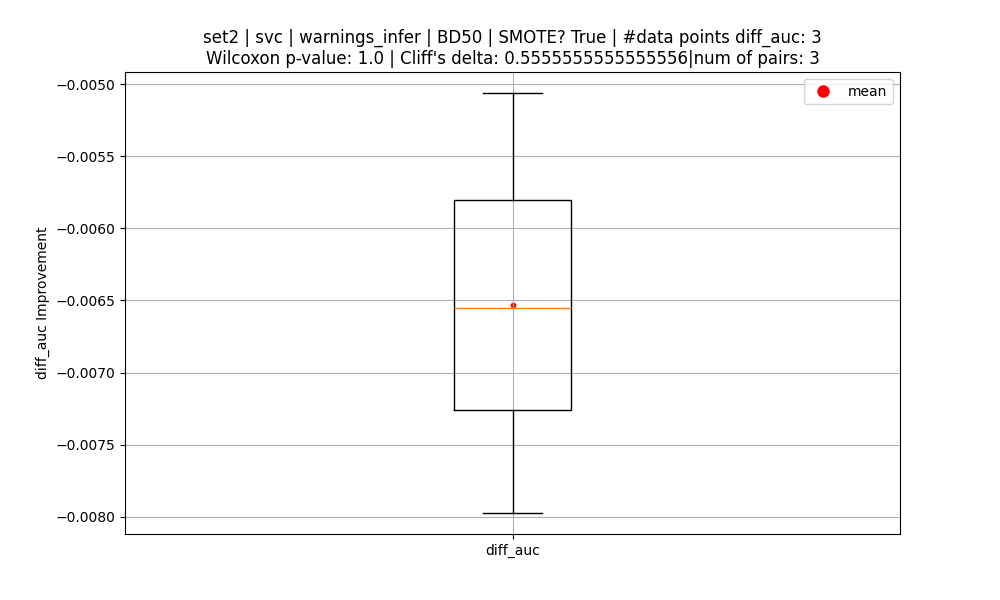 set2 | svc | warnings_infer | BD50 | SMOTE? True | #data points diff_auc: 3
Wilcoxon p-value: 1.0 | Cliff's delta: 0.5555555555555556|num of pairs: 3
mean
−0.0050
−0.0055
−0.0060
−0.0065
−0.0070
−0.0075
−0.0080
diff_auc Improvement
diff_auc